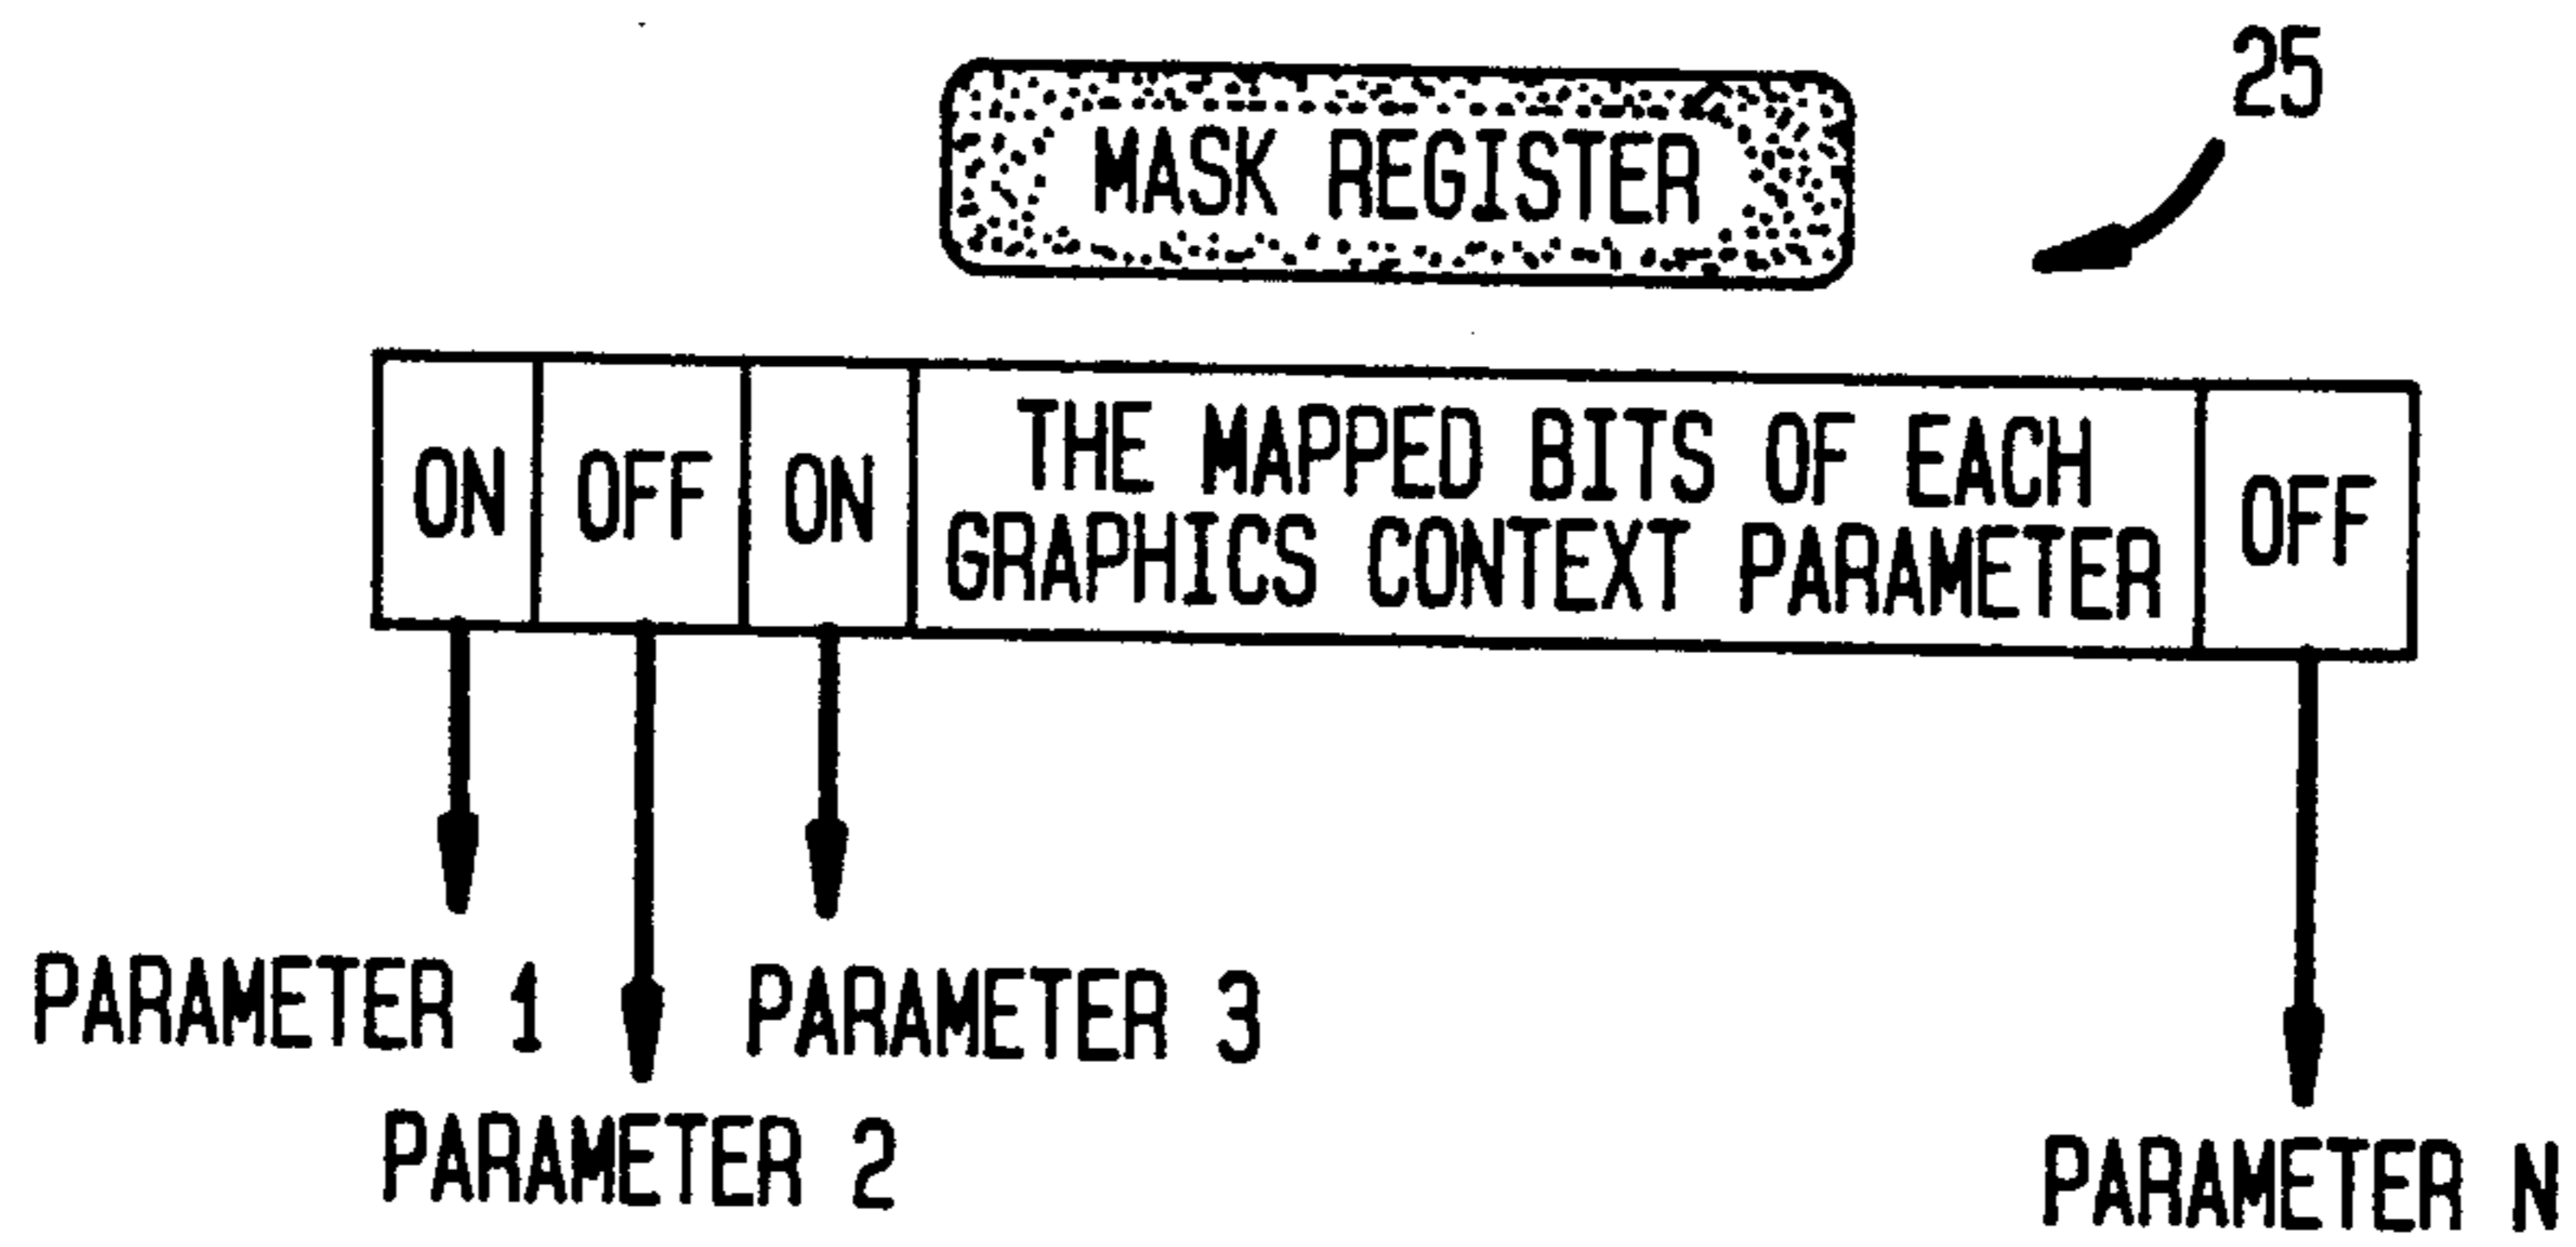 25
MASK REGISTER
ON
OFF
ON
THE MAPPED BITS OF EACH
GRAPHICS CONTEXT PARAMETER
OFF
PARAMETER 1
PARAMETER 3
PARAMETER 2
PARAMETER N